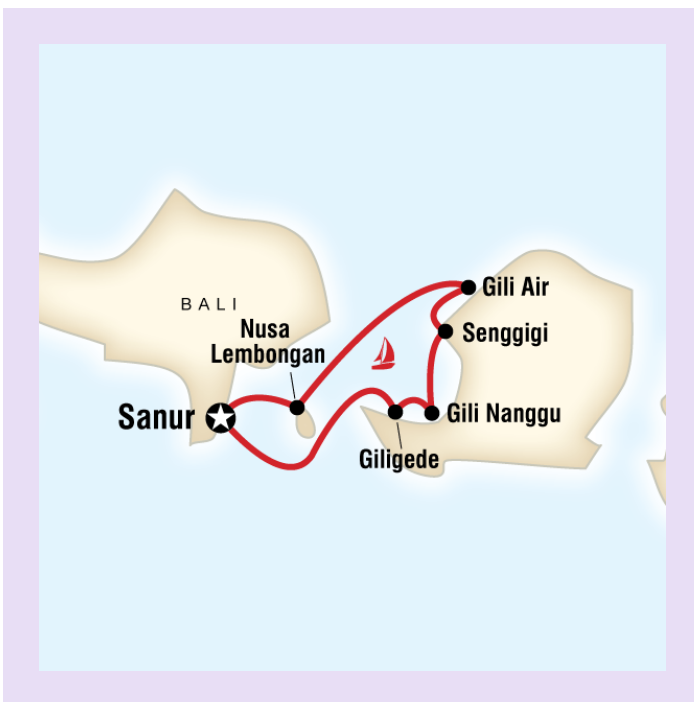 Gili Air
BALI
Nusa
Lembongan
Senggigi
Sanur
Gili Nanggu
Giligede